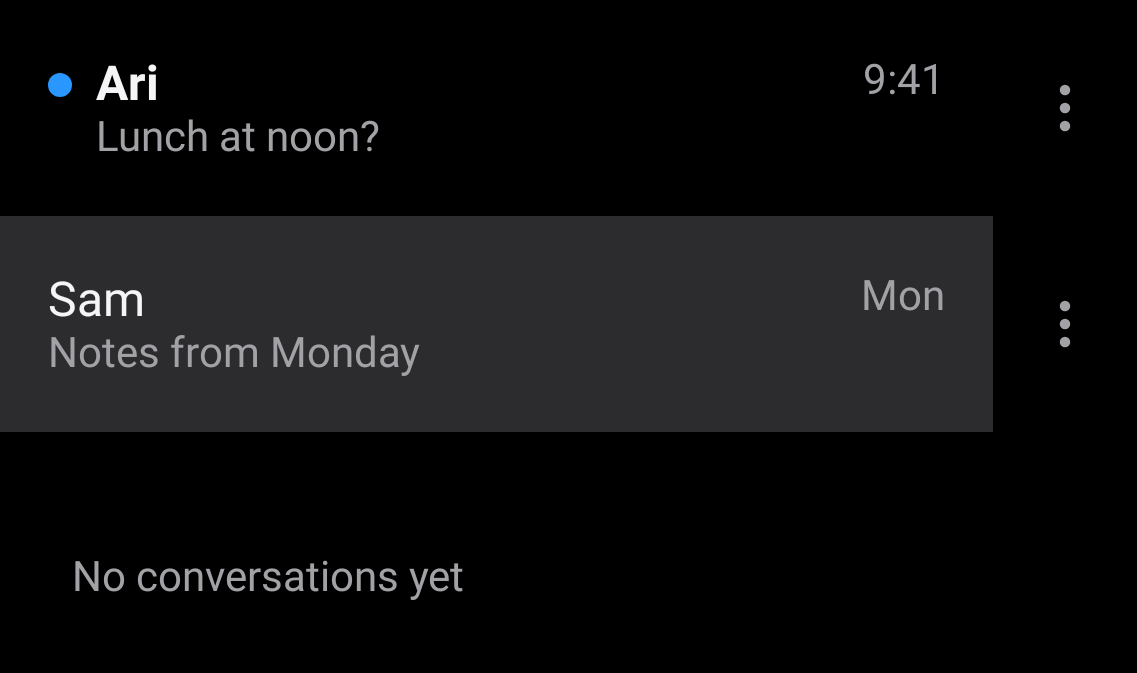 Ari
9:41
Lunch at noon?
Sam
Mon
Notes from Monday
No conversations yet